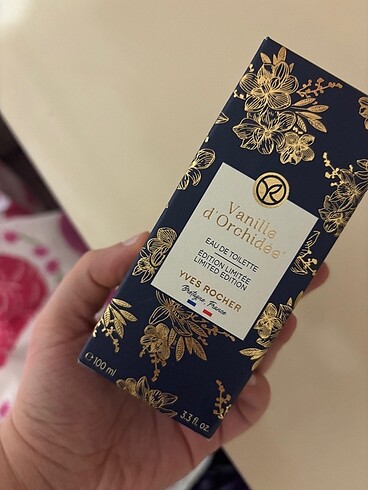 Vanille
d'Orchidée*
EAU DE TOILETTE
ÉDITION LIMITÉE
LIMITED EDITION
YVES ROCHER
Bretagne, France
℮ 100 ml
3.3 fl. oz.